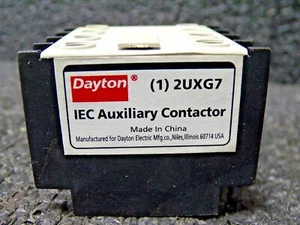 Dayton® (1) 2UXG7
IEC Auxiliary Contactor
Made In China
Manufactured for Dayton Electric Mfg.co.,Niles,Illinois 60714 USA